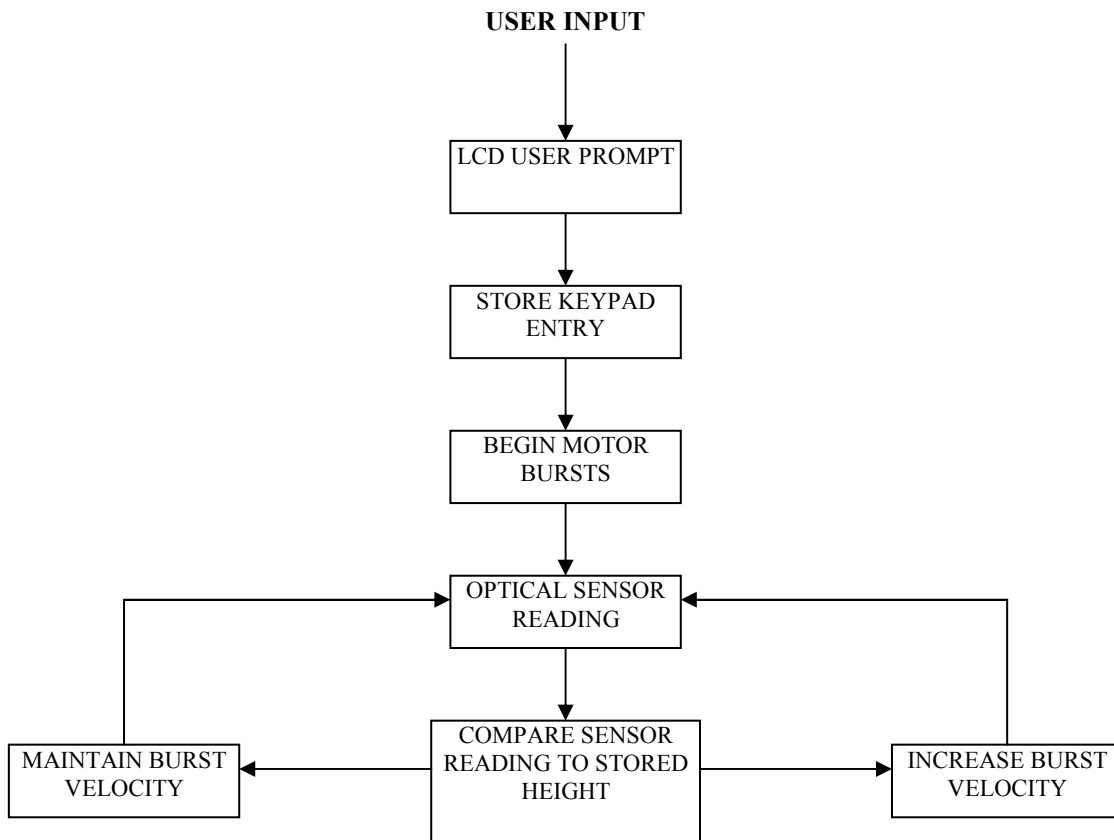 USER INPUT
LCD USER PROMPT
STORE KEYPAD
ENTRY
BEGIN MOTOR
BURSTS
OPTICAL SENSOR
READING
COMPARE SENSOR
READING TO STORED
HEIGHT
MAINTAIN BURST
VELOCITY
INCREASE BURST
VELOCITY